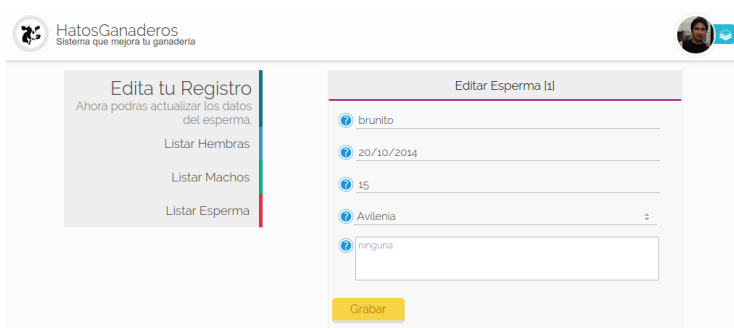 HatosGanaderos
Sistema que mejora tu ganadería
Edita tu Registro
Ahora podras actualizar los datos
del esperma.
Listar Hembras
Listar Machos
Listar Esperma
Editar Esperma [1]
? brunito
? 20/10/2014
? 15
? Avilenia
? ninguna
Grabar